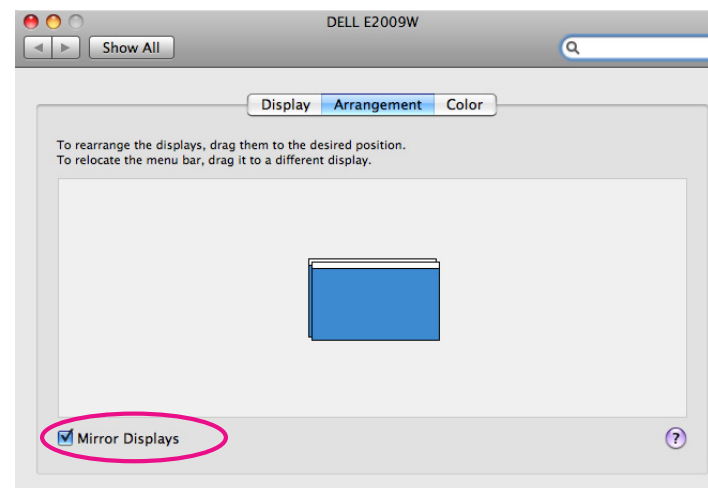 DELL E2009W
Show All
Display Arrangement Color
To rearrange the displays, drag them to the desired position.
To relocate the menu bar, drag it to a different display.
Mirror Displays
?